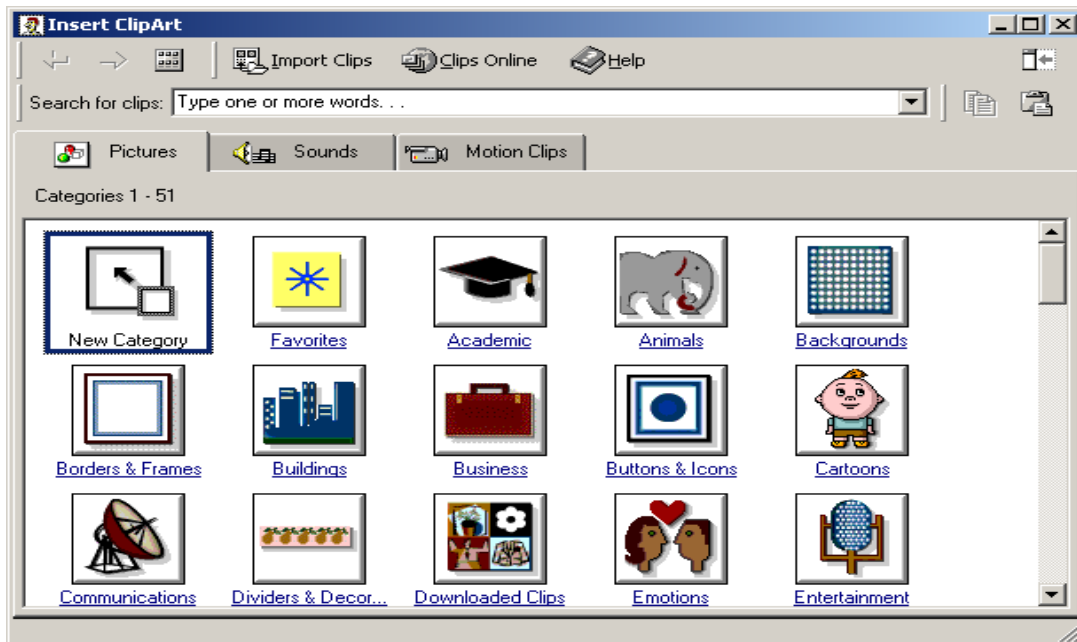 Insert ClipArt
Import Clips Clips Online Help
Search for clips: Type one or more words. . .
Pictures Sounds Motion Clips
Categories 1 - 51
New Category Favorites Academic Animals Backgrounds
Borders & Frames Buildings Business Buttons & Icons Cartoons
Communications Dividers & Decor... Downloaded Clips Emotions Entertainment